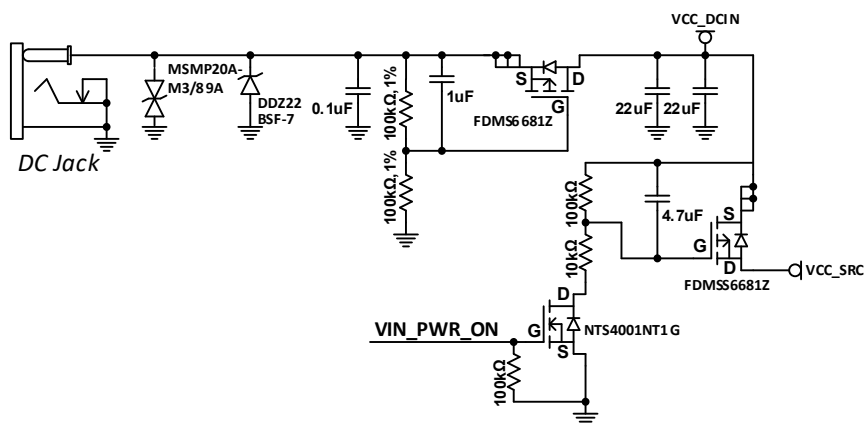 VCC_DCIN
MSMP20A-
M3/89A
DDZ22
BSF-7
0.1uF
100kΩ,1%
1uF
S
D
G
FDMS6681Z
22uF
22uF
DC Jack
100kΩ,1%
100kΩ
4.7uF
S
G
D
VCC_SRC
10kΩ
FDMSS6681Z
D
VIN_PWR_ON
G
NTS4001NT1G
S
100kΩ